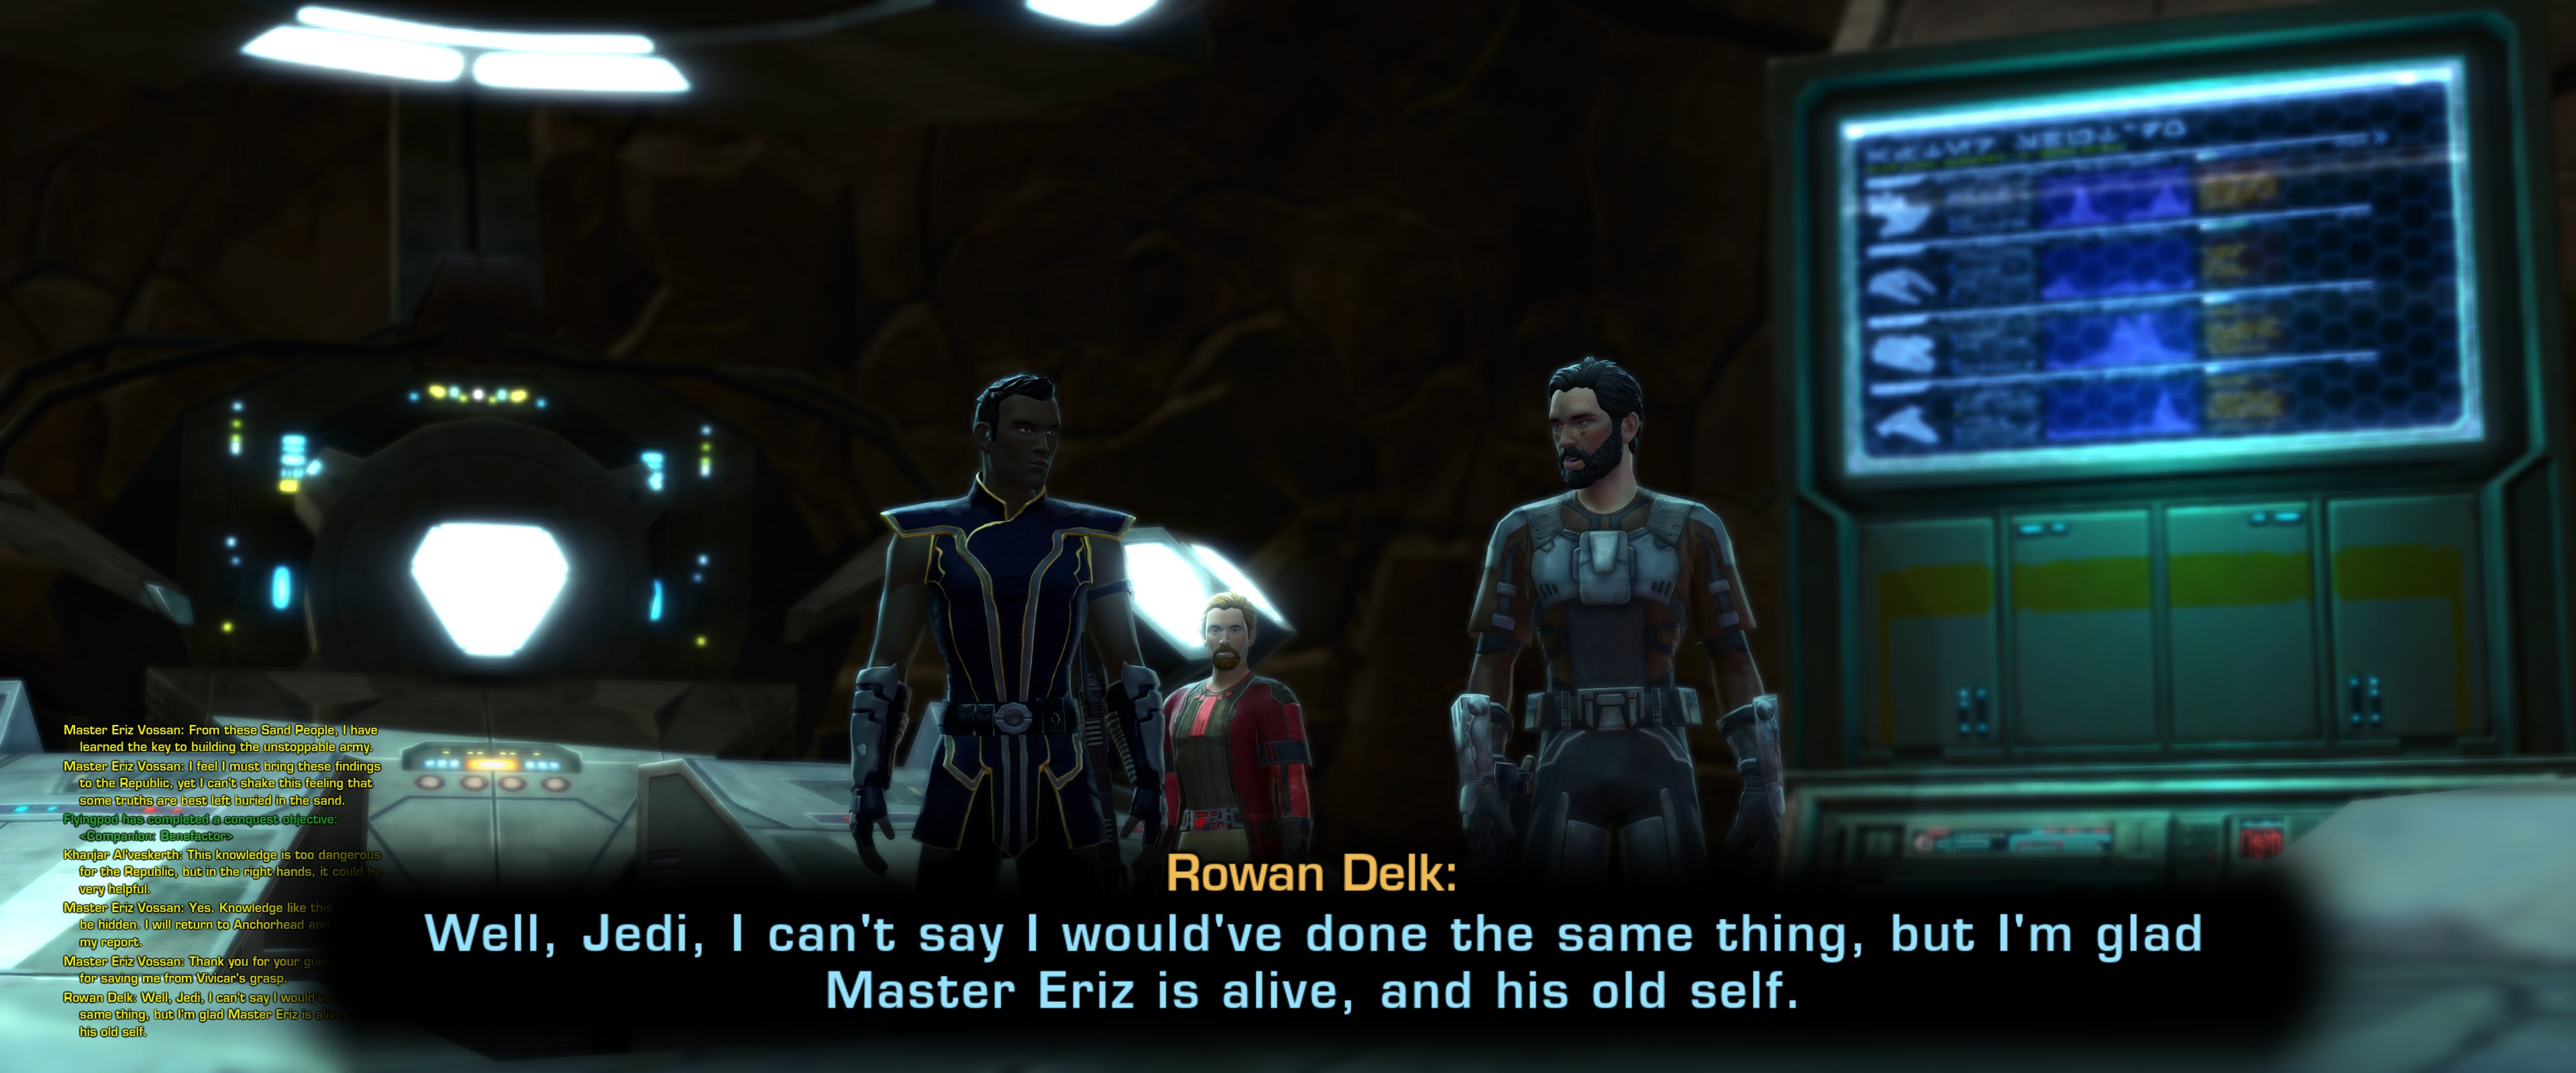 Master Eriz Vossan: From these Sand People, I have
learned the key to building the unstoppable army.
Master Eriz Vossan: I feel I must bring these findings
to the Republic, yet I can't shake this feeling that
some truths are best left buried in the sand.
Flyingpod has completed a conquest objective:
<Companion: Benefactor>
Khanjar Al'veskerth: This knowledge is too dangerous
for the Republic, but in the right hands, it could be
very helpful.
Master Eriz Vossan: Yes. Knowledge like this
be hidden. I will return to Anchorhead and
my report.
Master Eriz Vossan: Thank you for your
for saving me from Vivicar's grasp.
Rowan Delk: Well, Jedi, I can't say I would've
same thing, but I'm glad Master Eriz is alive,
his old self.
Rowan Delk:
Well, Jedi, I can't say I would've done the same thing, but I'm glad
Master Eriz is alive, and his old self.